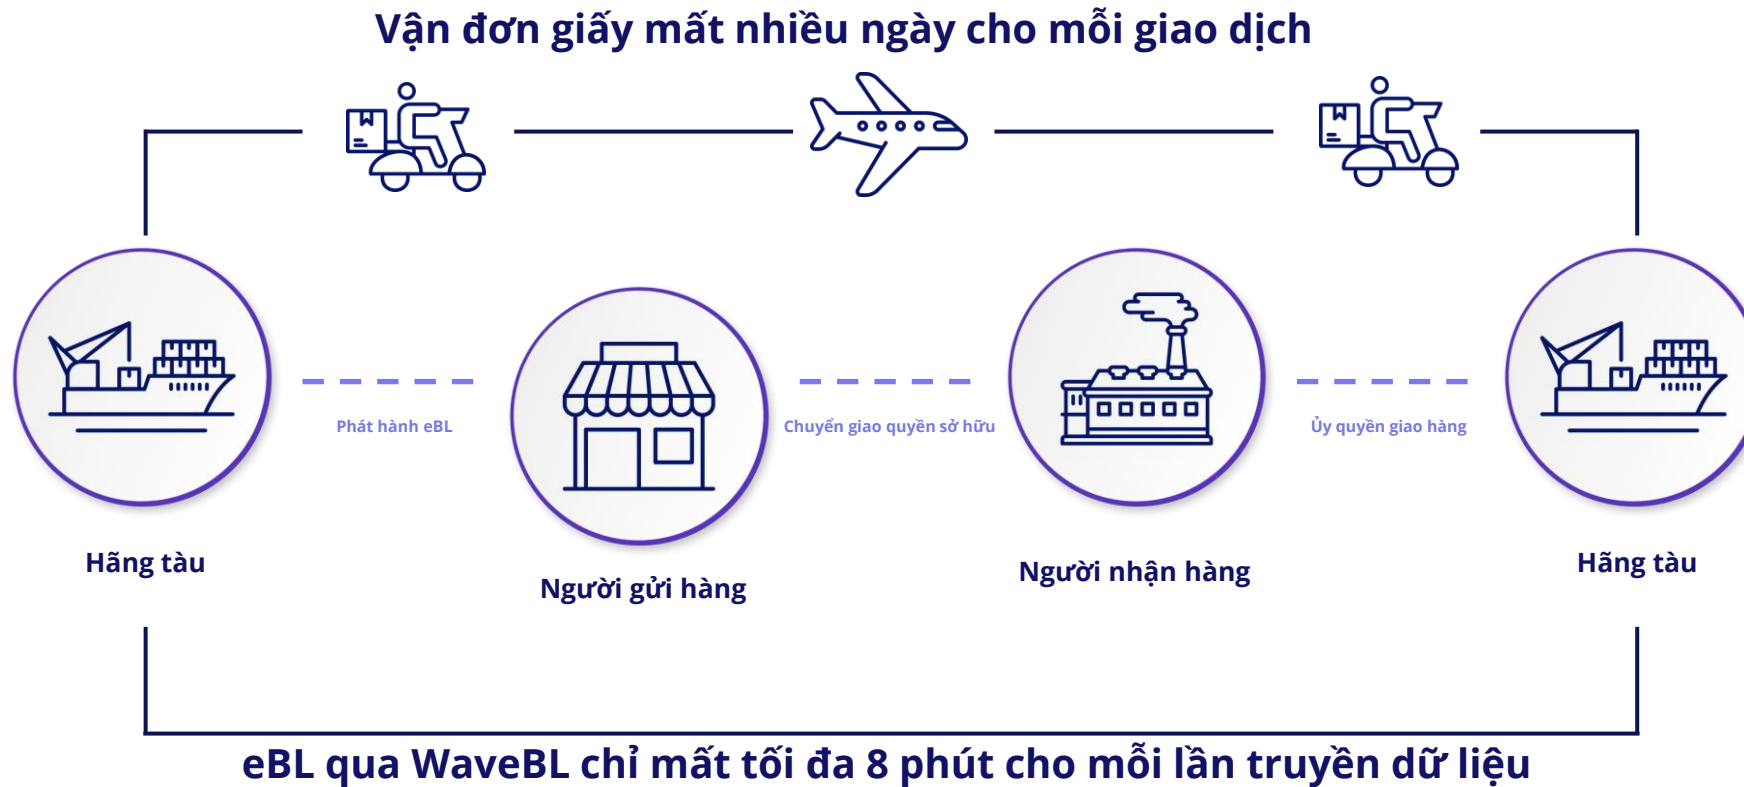 Vận đơn giấy mất nhiều ngày cho mỗi giao dịch
Phát hành eBL
Chuyển giao quyền sở hữu
Ủy quyền giao hàng
Hãng tàu
Người gửi hàng
Người nhận hàng
Hãng tàu
eBL qua WaveBL chỉ mất tối đa 8 phút cho mỗi lần truyền dữ liệu